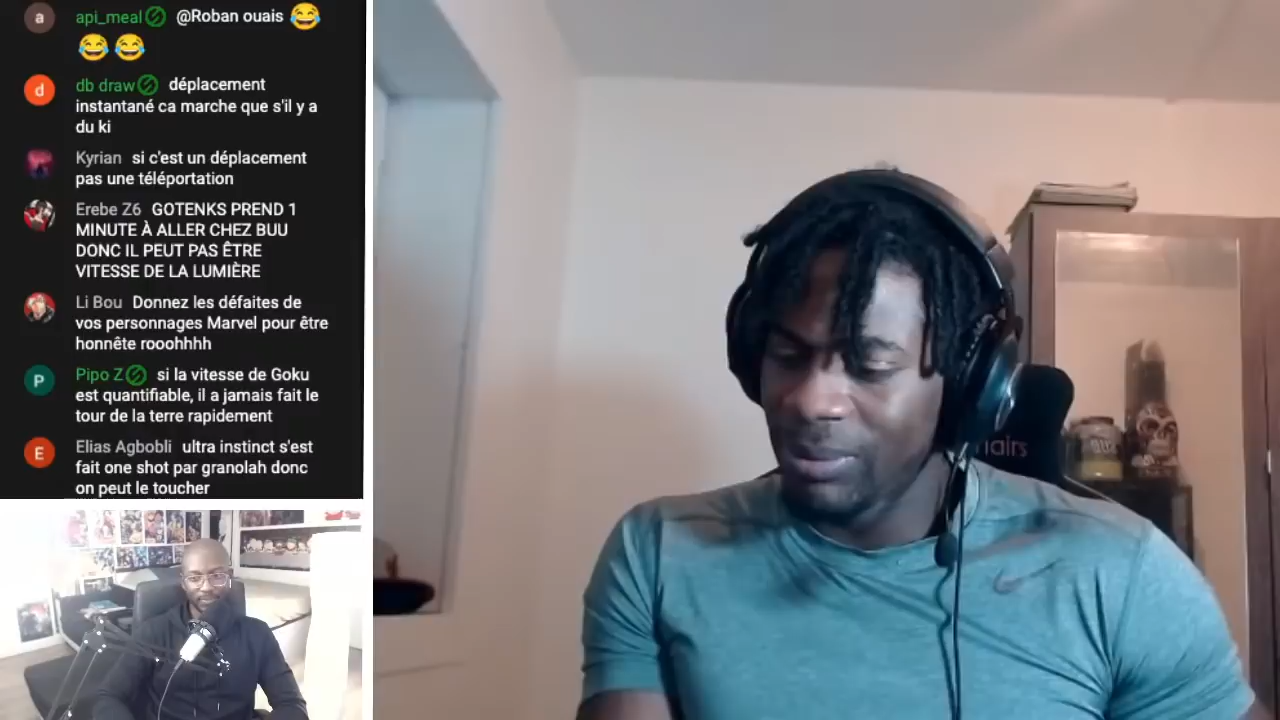 api_meal @Roban ouais 😂
😂 😂
db draw déplacement
instantané ca marche que s'il y a
du ki
Kyrian si c'est un déplacement
pas une téléportation
Erebe Z6 GOTENKS PREND 1
MINUTE À ALLER CHEZ BUU
DONC IL PEUT PAS ÊTRE
VITESSE DE LA LUMIÈRE
Li Bou Donnez les défaites de
vos personnages Marvel pour être
honnête rooohhhh
Pipo Z si la vitesse de Goku
est quantifiable, il a jamais fait le
tour de la terre rapidement
Elias Agbobli ultra instinct s'est
fait one shot par granolah donc
on peut le toucher
a
d
P
E